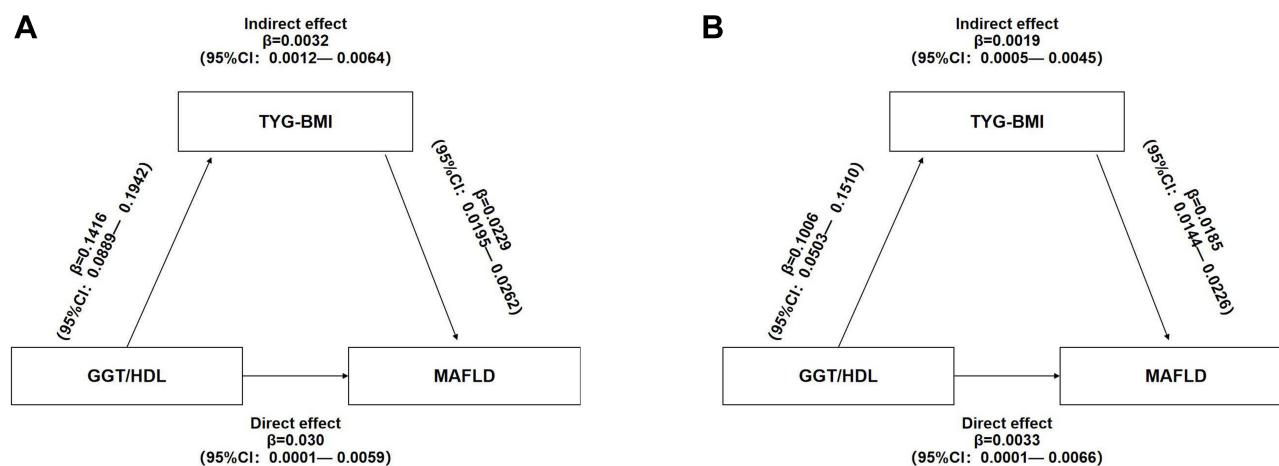 A
Indirect effect
β=0.0032
(95%CI: 0.0012— 0.0064)
TYG-BMI
β=0.1416
(95%CI: 0.0889— 0.1942)
β=0.0229
(95%CI: 0.0195— 0.0262)
GGT/HDL
MAFLD
Direct effect
β=0.030
(95%CI: 0.0001— 0.0059)
B
Indirect effect
β=0.0019
(95%CI: 0.0005— 0.0045)
TYG-BMI
β=0.1006
(95%CI: 0.0503— 0.1510)
β=0.0185
(95%CI: 0.0144— 0.0226)
GGT/HDL
MAFLD
Direct effect
β=0.0033
(95%CI: 0.0001— 0.0066)